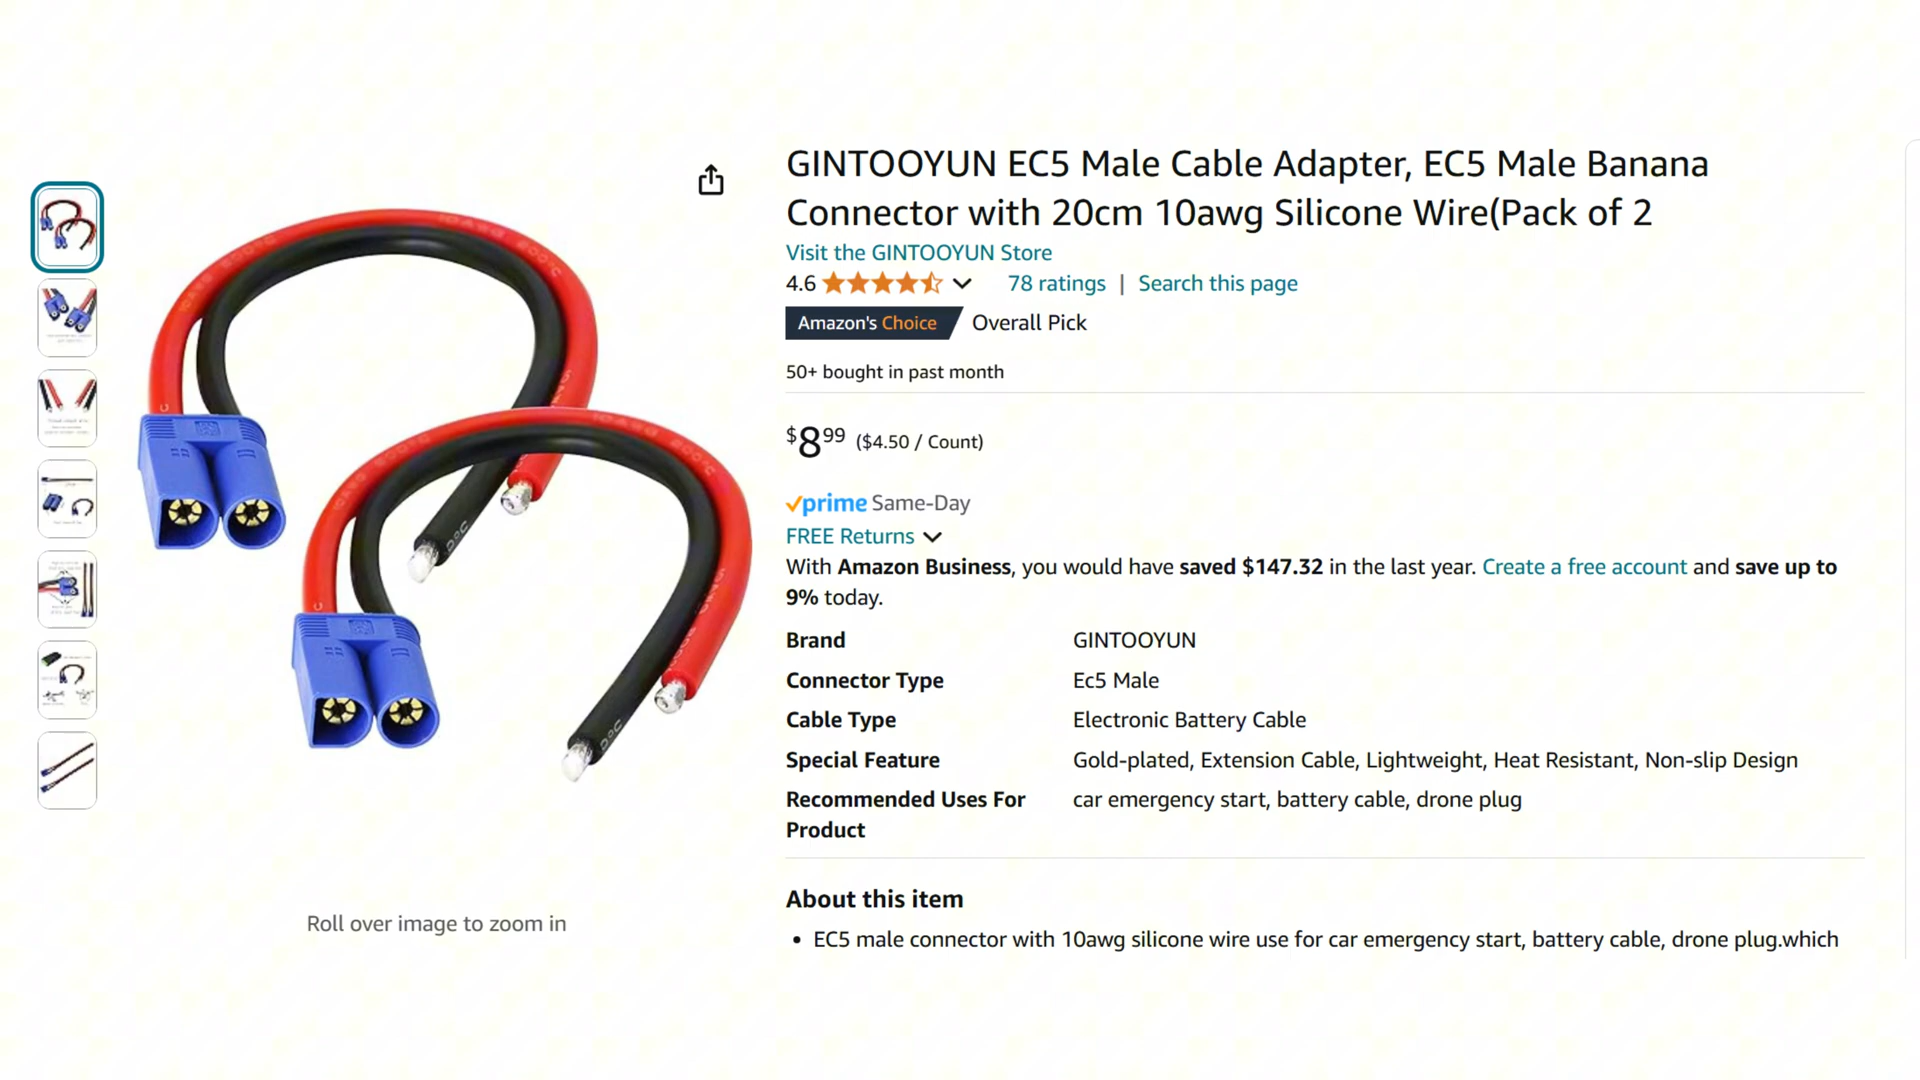 GINTOOYUN EC5 Male Cable Adapter, EC5 Male Banana
Connector with 20cm 10awg Silicone Wire(Pack of 2
Visit the GINTOOYUN Store
4.6
78 ratings | Search this page
Amazon's Choice Overall Pick
50+ bought in past month
$8.99 ($4.50 / Count)
prime Same-Day
FREE Returns
With Amazon Business, you would have saved $147.32 in the last year. Create a free account and save up to
9% today.
Brand GINTOOYUN
Connector Type Ec5 Male
Cable Type Electronic Battery Cable
Special Feature Gold-plated, Extension Cable, Lightweight, Heat Resistant, Non-slip Design
Recommended Uses For Product car emergency start, battery cable, drone plug
About this item
• EC5 male connector with 10awg silicone wire use for car emergency start, battery cable, drone plug.which
Roll over image to zoom in